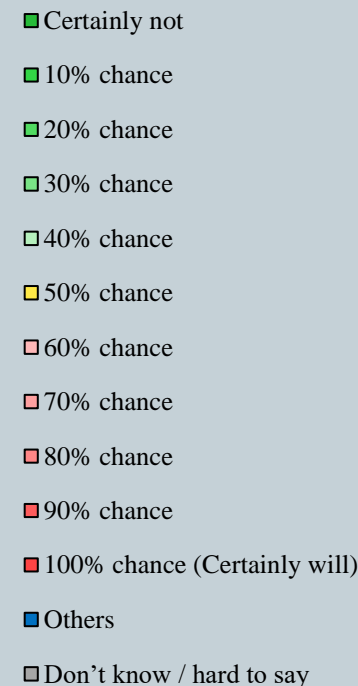 Certainly not
10% chance
20% chance
30% chance
40% chance
50% chance
60% chance
70% chance
80% chance
90% chance
100% chance (Certainly will)
Others
Don’t know / hard to say